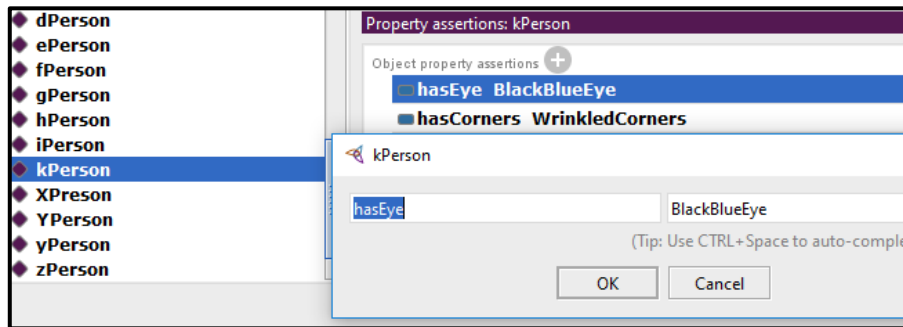 dPerson
ePerson
fPerson
gPerson
hPerson
iPerson
kPerson
XPreson
YPerson
yPerson
zPerson
Property assertions: kPerson
Object property assertions
hasEye BlackBlueEye
hasCorners WrinkledCorners
kPerson
hasEye BlackBlueEye
(Tip: Use CTRL+Space to auto-comple
OK Cancel